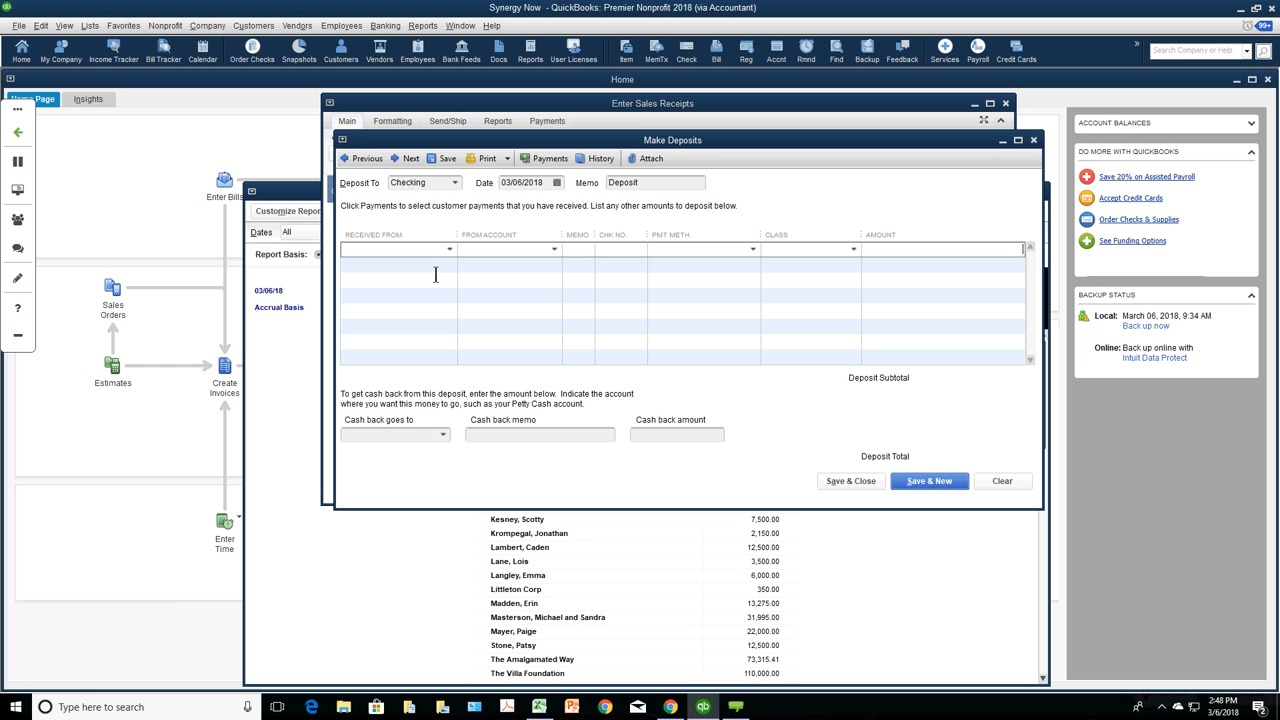 Synergy Now - QuickBooks: Premier Nonprofit 2018 (via Accountant)
File Edit View Lists Favorites Nonprofit Company Customers Vendors Employees Banking Reports Window Help
99+
Home My Company Income Tracker Bill Tracker Calendar Order Checks Snapshots Customers Vendors Employees Bank Feeds Docs Reports User Licenses Item MemTx Check Bill Reg Accnt Rmnd Find Backup Feedback Services Payroll Credit Cards
Search Company or Help
Home
Home Page Insights
Enter Sales Receipts
Main Formatting Send/Ship Reports Payments
Make Deposits
Previous Next Save Print Payments History Attach
Deposit To Checking Date 03/06/2018 Memo Deposit
Click Payments to select customer payments that you have received. List any other amounts to deposit below.
RECEIVED FROM FROM ACCOUNT MEMO CHK NO. PMT METH. CLASS AMOUNT
Deposit Subtotal
To get cash back from this deposit, enter the amount below. Indicate the account
where you want this money to go, such as your Petty Cash account.
Cash back goes to Cash back memo Cash back amount
Deposit Total
Save & Close Save & New Clear
Enter Bills
Customize Repor
Dates All
Report Basis:
03/06/18
Accrual Basis
Sales
Orders
Estimates
Create
Invoices
Enter
Time
Kesney, Scotty 7,500.00
Krompegal, Jonathan 2,150.00
Lambert, Caden 12,500.00
Lane, Lois 3,500.00
Langley, Emma 6,000.00
Littleton Corp 350.00
Madden, Erin 13,275.00
Masterson, Michael and Sandra 31,995.00
Mayer, Paige 22,000.00
Stone, Patsy 12,500.00
The Amalgamated Way 73,315.41
The Villa Foundation 110,000.00
ACCOUNT BALANCES
DO MORE WITH QUICKBOOKS
Save 20% on Assisted Payroll
Accept Credit Cards
Order Checks & Supplies
See Funding Options
BACKUP STATUS
Local: March 06, 2018, 9:34 AM
Back up now
Online: Back up online with
Intuit Data Protect
Type here to search
2:48 PM
3/6/2018